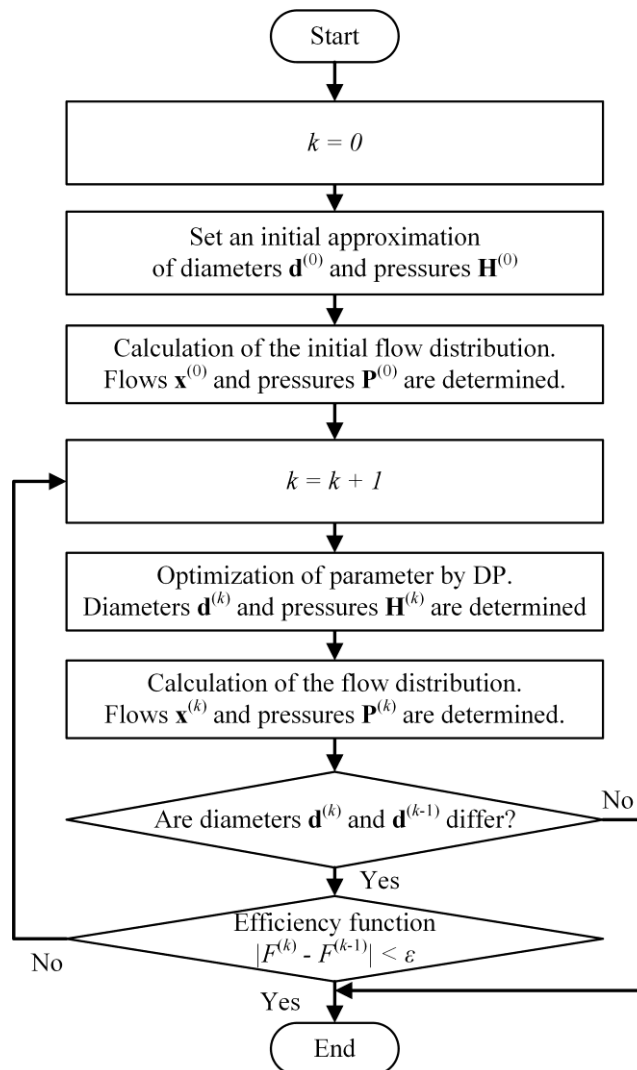 Start
k = 0
Set an initial approximation
of diameters d⁽⁰⁾ and pressures H⁽⁰⁾
Calculation of the initial flow distribution.
Flows x⁽⁰⁾ and pressures P⁽⁰⁾ are determined.
k = k + 1
Optimization of parameter by DP.
Diameters d⁽ᵏ⁾ and pressures H⁽ᵏ⁾ are determined
Calculation of the flow distribution.
Flows x⁽ᵏ⁾ and pressures P⁽ᵏ⁾ are determined.
Are diameters d⁽ᵏ⁾ and d⁽ᵏ⁻¹⁾ differ?
No
Yes
Efficiency function
|F⁽ᵏ⁾ - F⁽ᵏ⁻¹⁾| < ε
No
Yes
End